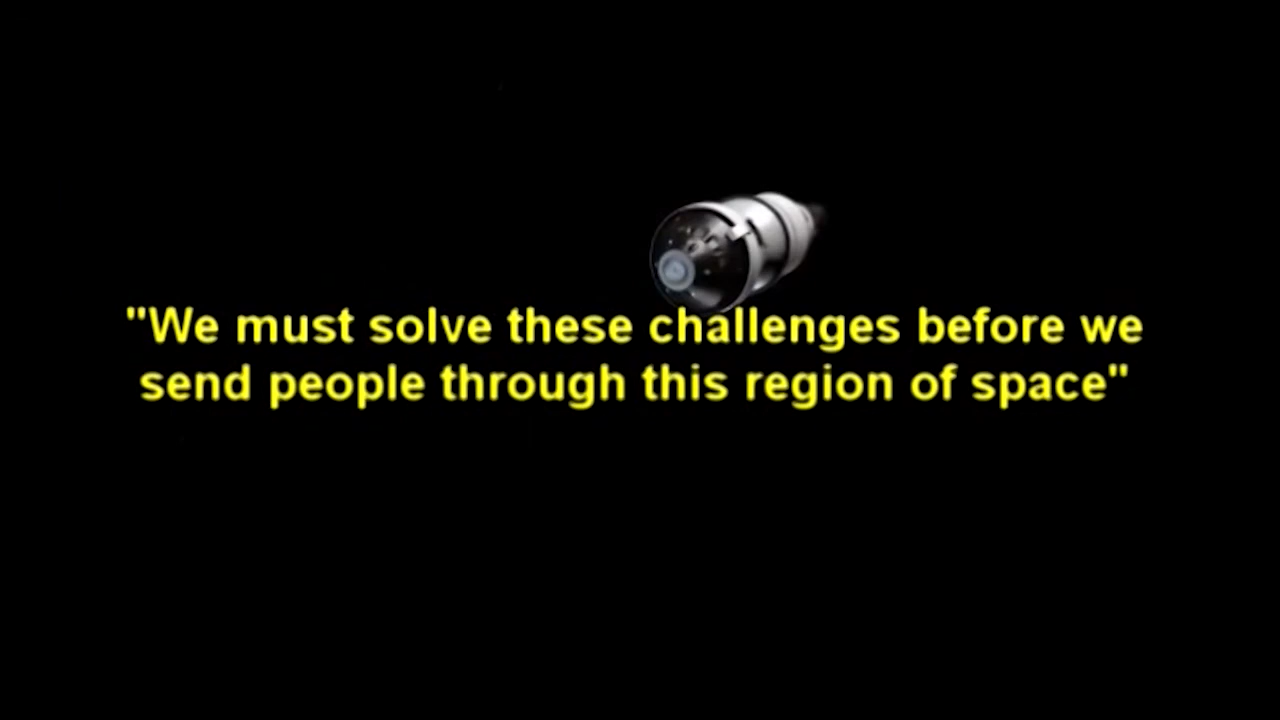 "We must solve these challenges before we
send people through this region of space"